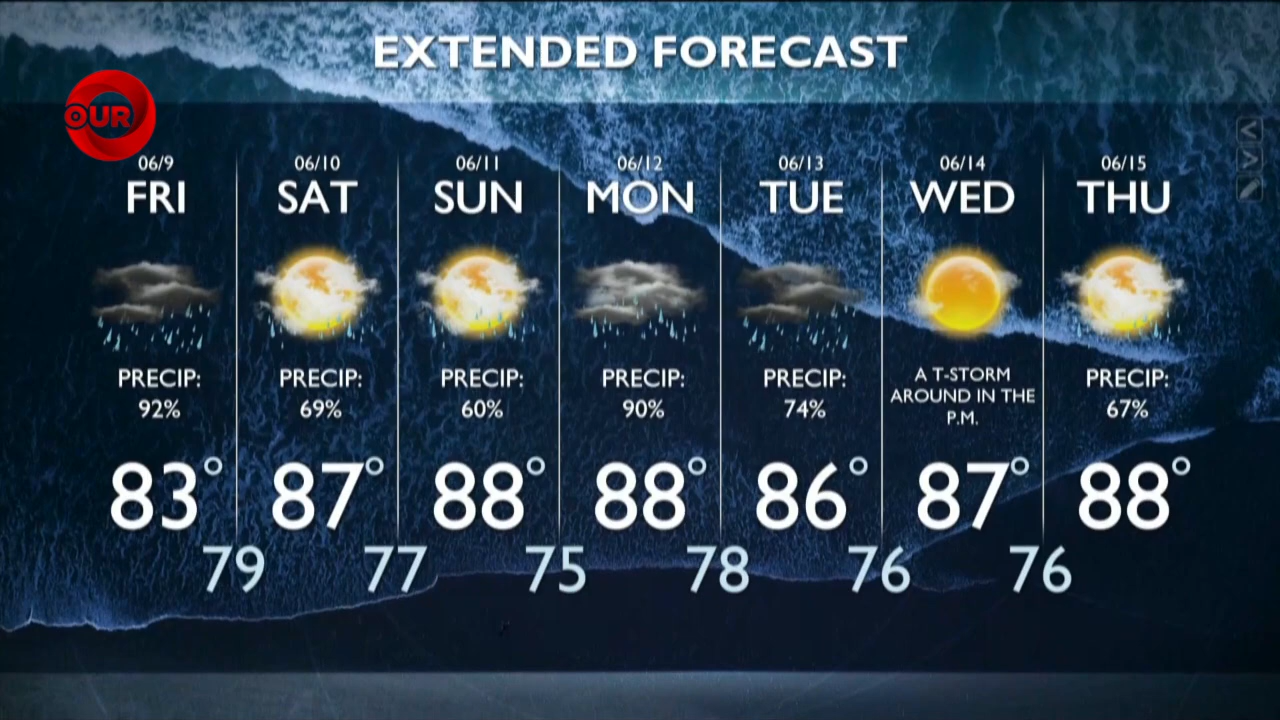 EXTENDED FORECAST
OUR
06/9
FRI
PRECIP:
92%
83°
79
06/10
SAT
PRECIP:
69%
87°
77
06/11
SUN
PRECIP:
60%
88°
75
06/12
MON
PRECIP:
90%
88°
78
06/13
TUE
PRECIP:
74%
86°
76
06/14
WED
A T-STORM
AROUND IN THE
P.M.
87°
76
06/15
THU
PRECIP:
67%
88°